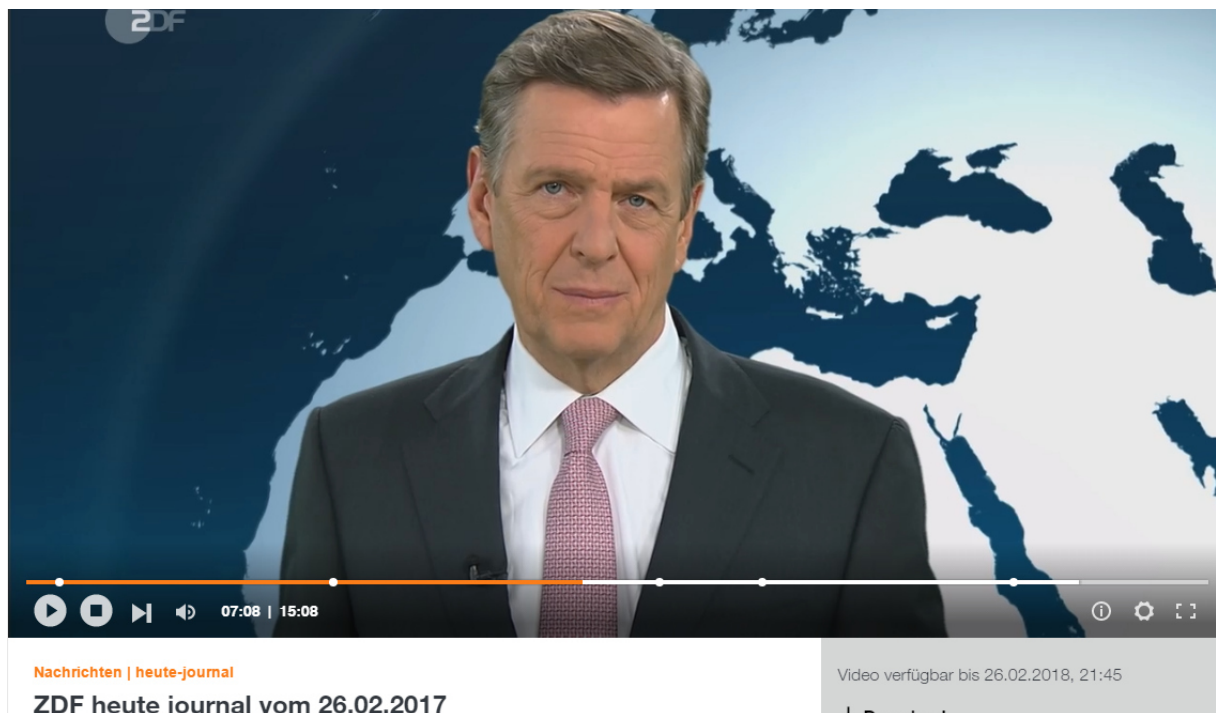 ZDF
07:08 | 15:08
Nachrichten | heute-journal
ZDF heute journal vom 26.02.2017
Video verfügbar bis 26.02.2018, 21:45